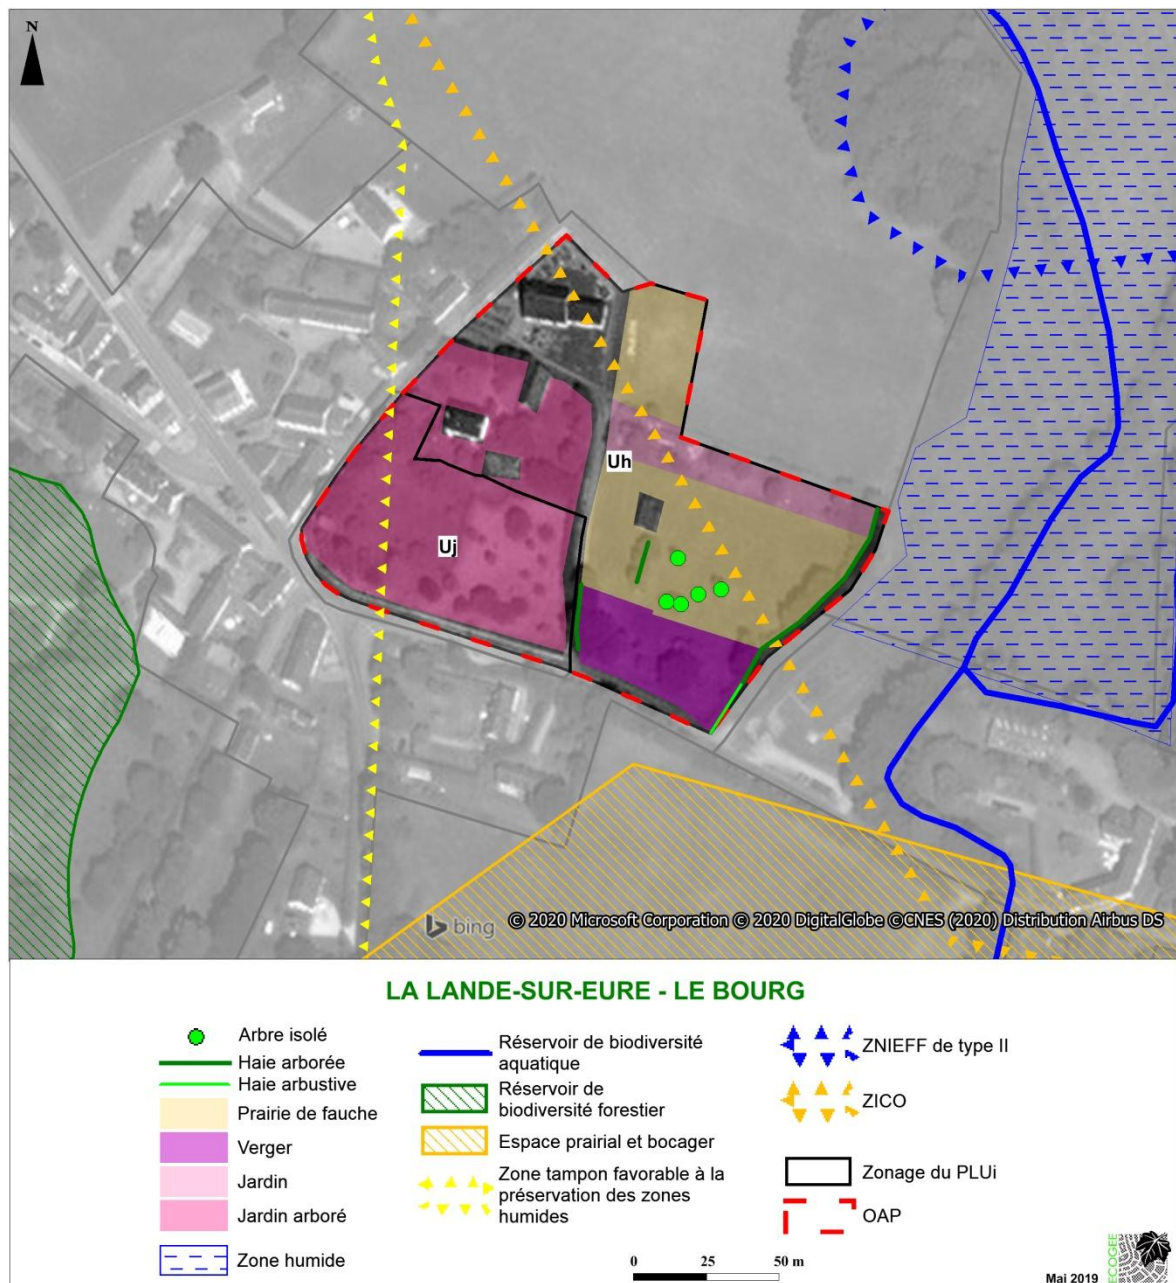 N
Uh
Uj
bing © 2020 Microsoft Corporation © 2020 DigitalGlobe ©CNES (2020) Distribution Airbus DS
LA LANDE-SUR-EURE - LE BOURG
Arbre isolé
Haie arborée
Haie arbustive
Prairie de fauche
Verger
Jardin
Jardin arboré
Zone humide
Réservoir de biodiversité
aquatique
Réservoir de
biodiversité forestier
Espace prairial et bocager
Zone tampon favorable à la
préservation des zones
humides
ZNIEFF de type II
ZICO
Zonage du PLUi
OAP
0 25 50 m
Mai 2019
ECOGEE